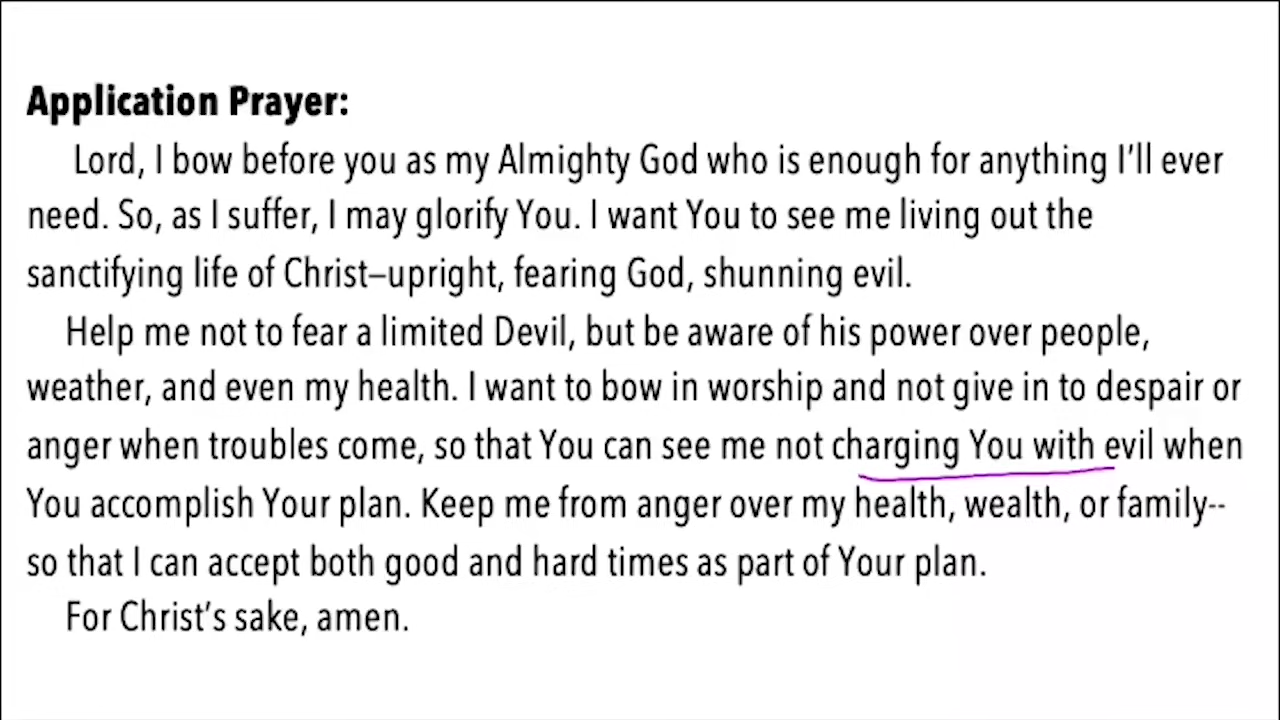 Application Prayer:
Lord, I bow before you as my Almighty God who is enough for anything I'll ever
need. So, as I suffer, I may glorify You. I want You to see me living out the
sanctifying life of Christ–upright, fearing God, shunning evil.
Help me not to fear a limited Devil, but be aware of his power over people,
weather, and even my health. I want to bow in worship and not give in to despair or
anger when troubles come, so that You can see me not charging You with evil when
You accomplish Your plan. Keep me from anger over my health, wealth, or family--
so that I can accept both good and hard times as part of Your plan.
For Christ's sake, amen.